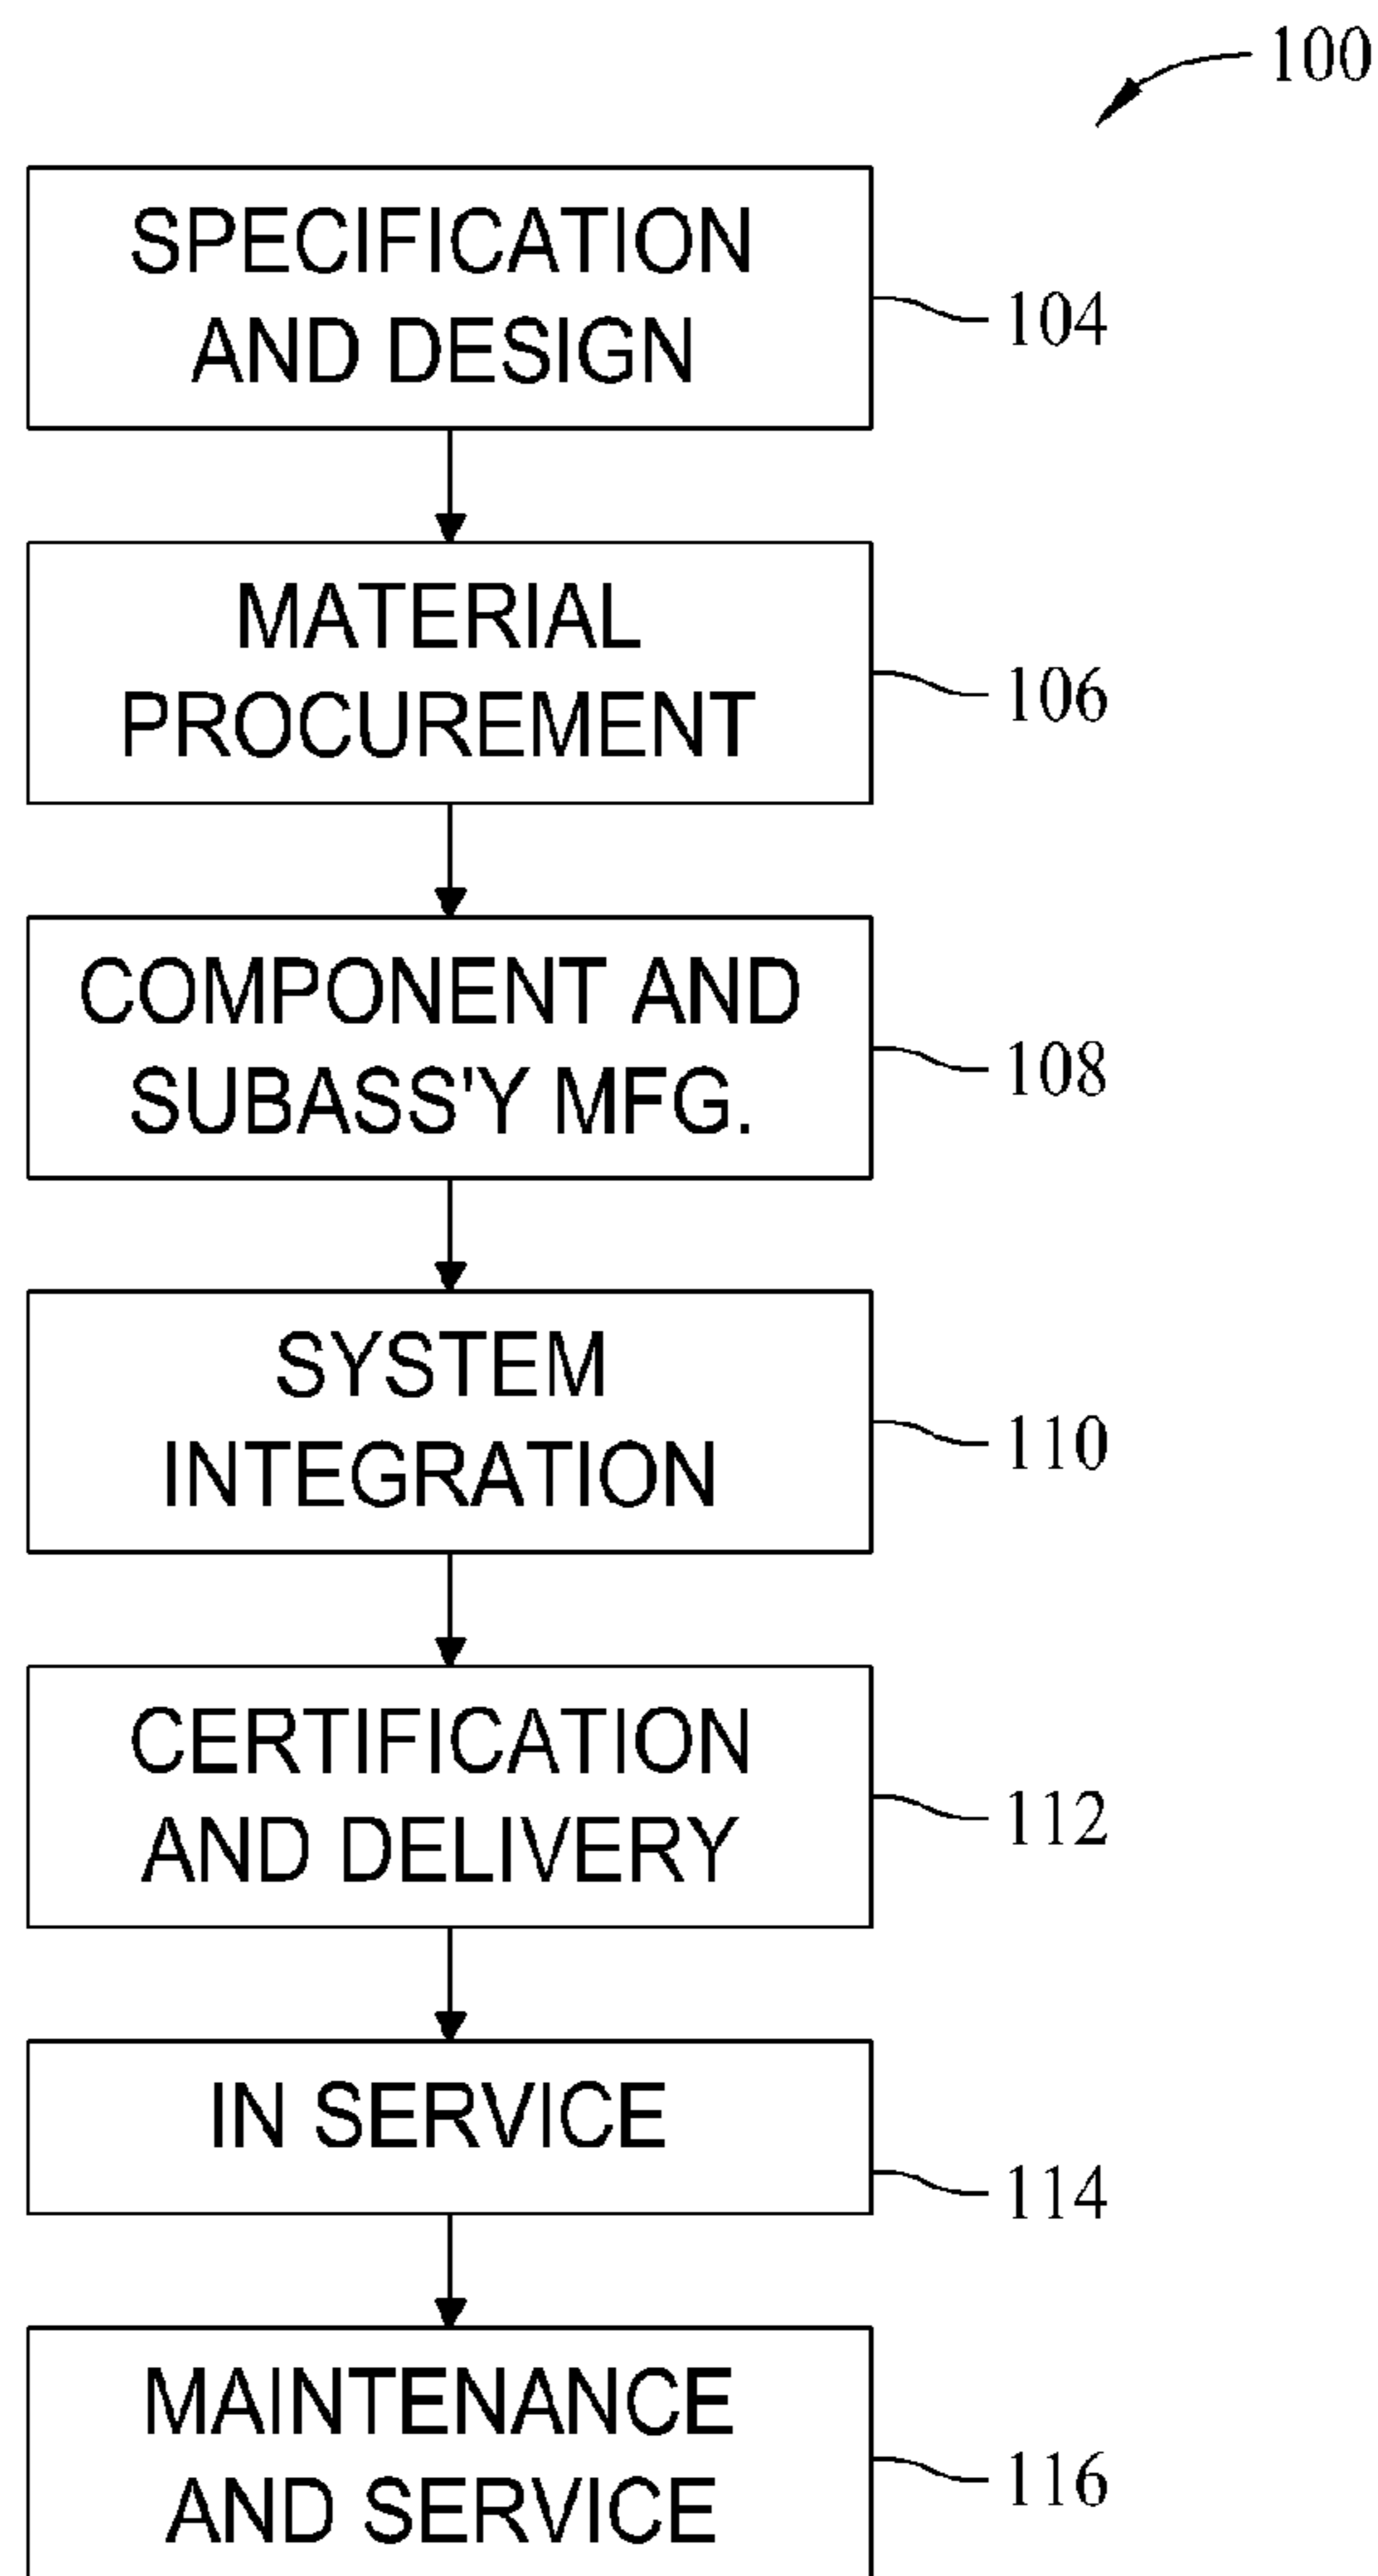 100
SPECIFICATION
AND DESIGN
104
MATERIAL
PROCUREMENT
106
COMPONENT AND
SUBASS'Y MFG.
108
SYSTEM
INTEGRATION
110
CERTIFICATION
AND DELIVERY
112
IN SERVICE
114
MAINTENANCE
AND SERVICE
116